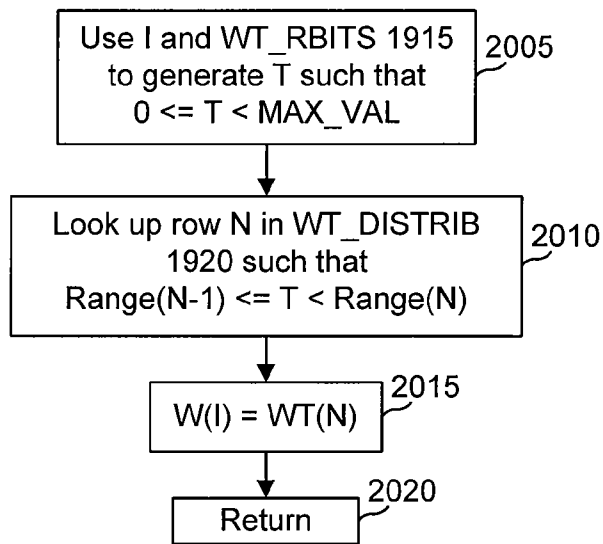 Use I and WT_RBITS 1915
to generate T such that
0 <= T < MAX_VAL
2005
Look up row N in WT_DISTRIB
1920 such that
Range(N-1) <= T < Range(N)
2010
W(I) = WT(N)
2015
Return
2020